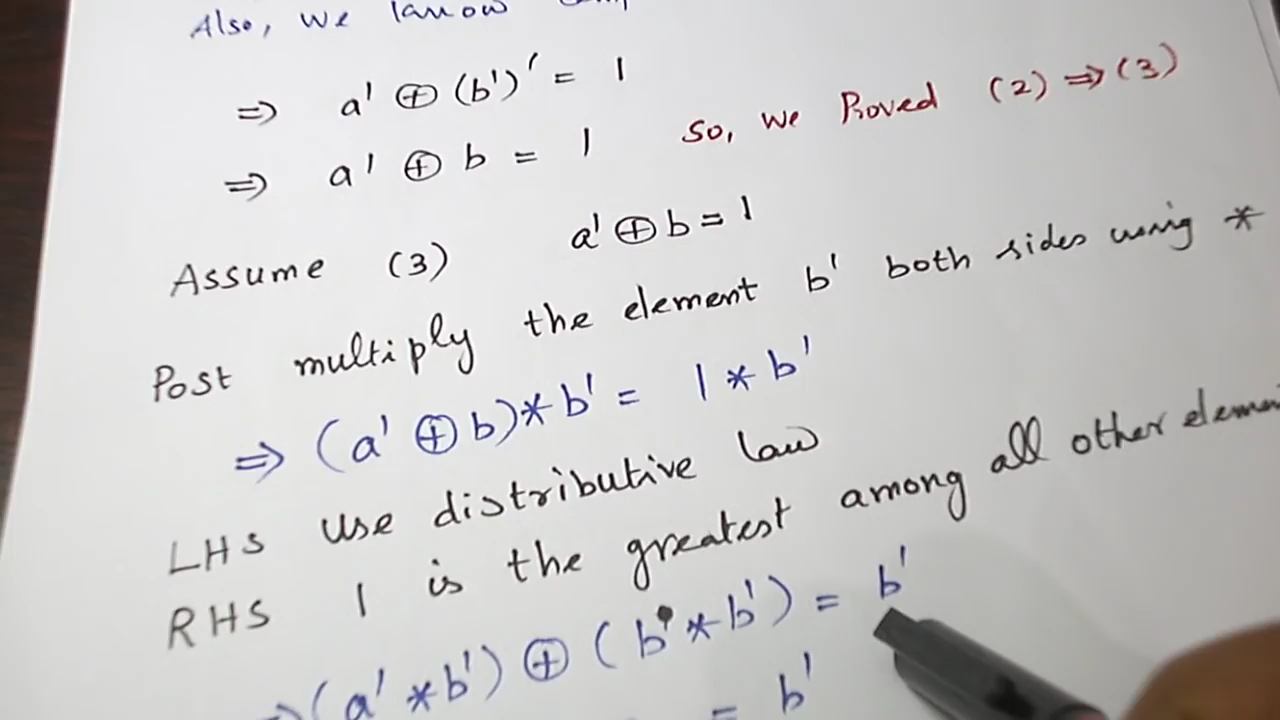 Also, we know
⇒ a' ⊕ (b')' = 1
⇒ a' ⊕ b = 1 So, we Proved (2) ⇒ (3)
Assume (3) a' ⊕ b = 1
Post multiply the element b' both sides using *
⇒ (a' ⊕ b) * b' = 1 * b'
LHS Use distributive law
RHS 1 is the greatest among all other
⇒ (a' * b') ⊕ (b * b') = b'
= b'